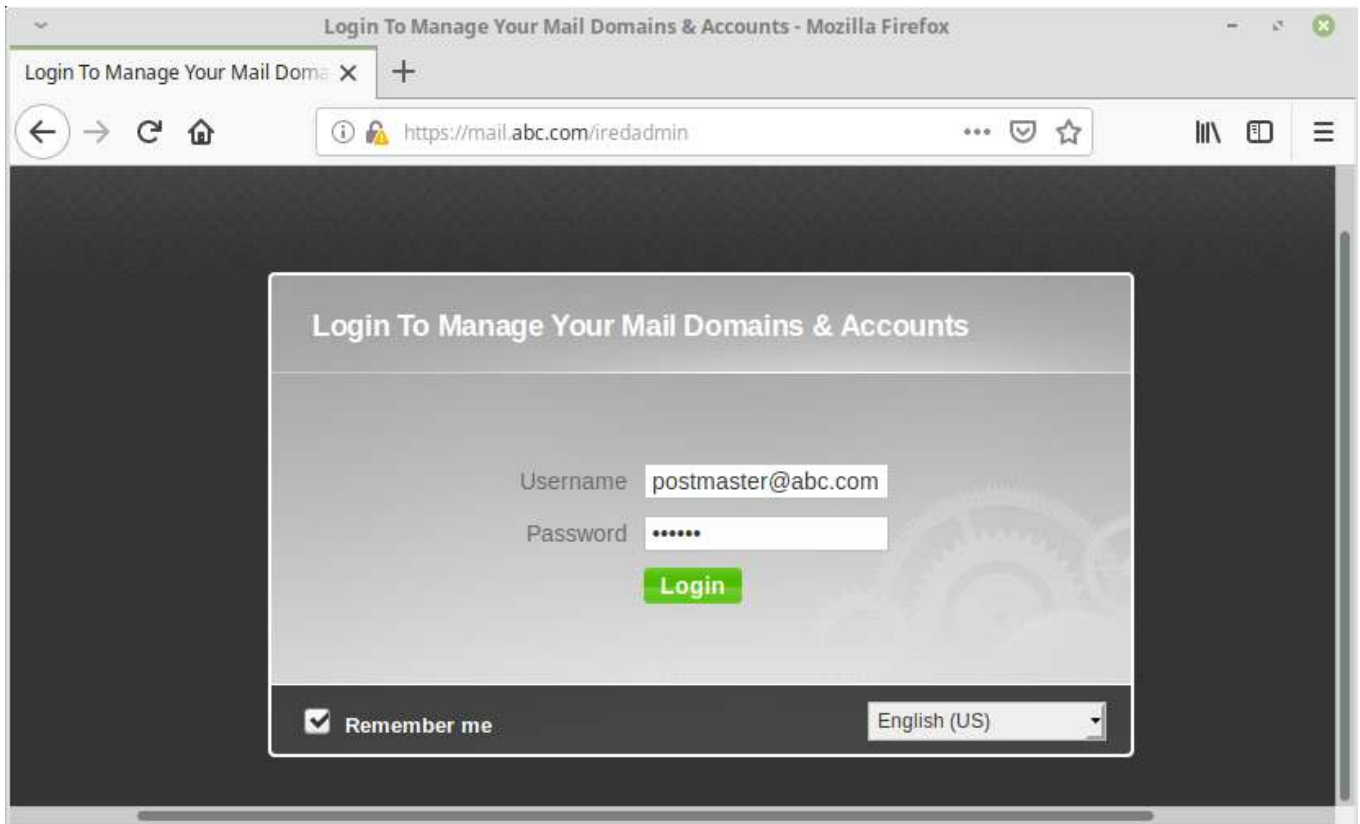 Login To Manage Your Mail Domains & Accounts - Mozilla Firefox
Login To Manage Your Mail Doma
https://mail.abc.com/iredadmin
Login To Manage Your Mail Domains & Accounts
Username postmaster@abc.com
Password ••••••
Login
Remember me English (US)